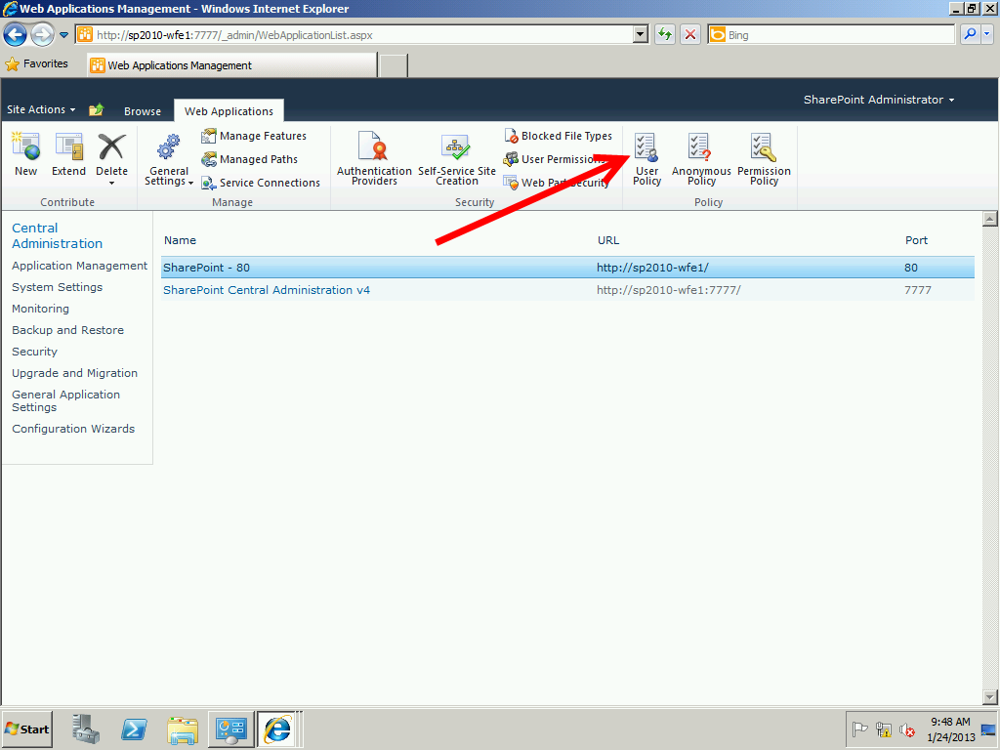 Web Applications Management - Windows Internet Explorer
http://sp2010-wfe1:7777/_admin/WebApplicationList.aspx
Bing
Favorites
Web Applications Management
Site Actions
Browse
Web Applications
SharePoint Administrator
New
Extend
Delete
General
Settings
Manage Features
Managed Paths
Service Connections
Authentication
Providers
Self-Service Site
Creation
Blocked File Types
User Permissions
Web Part Security
User
Policy
Anonymous
Policy
Permission
Policy
Contribute
Manage
Security
Policy
Central
Administration
Application Management
System Settings
Monitoring
Backup and Restore
Security
Upgrade and Migration
General Application
Settings
Configuration Wizards
Name URL Port
SharePoint - 80 http://sp2010-wfe1/ 80
SharePoint Central Administration v4 http://sp2010-wfe1:7777/ 7777
Start
9:48 AM
1/24/2013